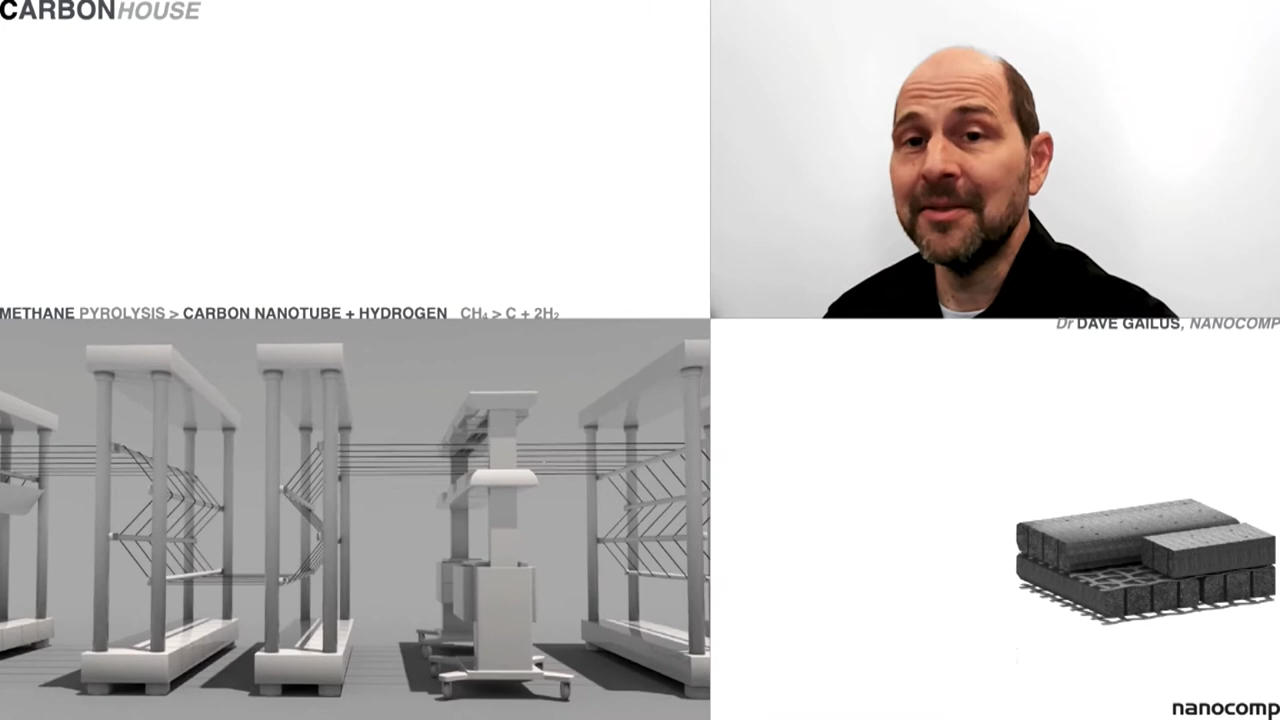 CARBONHOUSE
METHANE PYROLYSIS > CARBON NANOTUBE + HYDROGEN CH₄ > C + 2H₂
Dr DAVE GAILUS, NANOCOMP
nanocomp